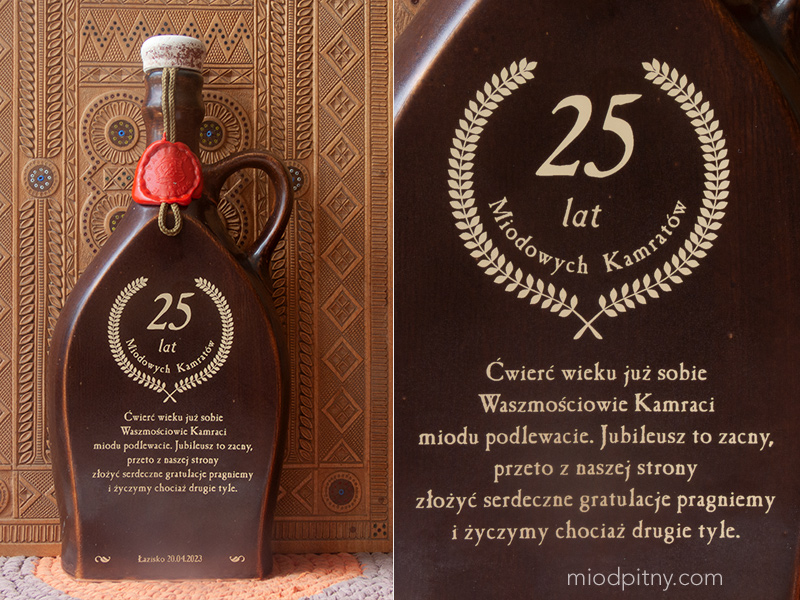 25
lat
Miodowych Kamratów
Ćwierć wieku już sobie
Waszmościowie Kamraci
miodu podlewacie. Jubileusz to zacny,
przeto z naszej strony
złożyć serdeczne gratulacje pragniemy
i życzymy chociaż drugie tyle.
Łazisko 20.04.2023
25
lat
Miodowych Kamratów
Ćwierć wieku już sobie
Waszmościowie Kamraci
miodu podlewacie. Jubileusz to zacny,
przeto z naszej strony
złożyć serdeczne gratulacje pragniemy
i życzymy chociaż drugie tyle.
miodpitny.com